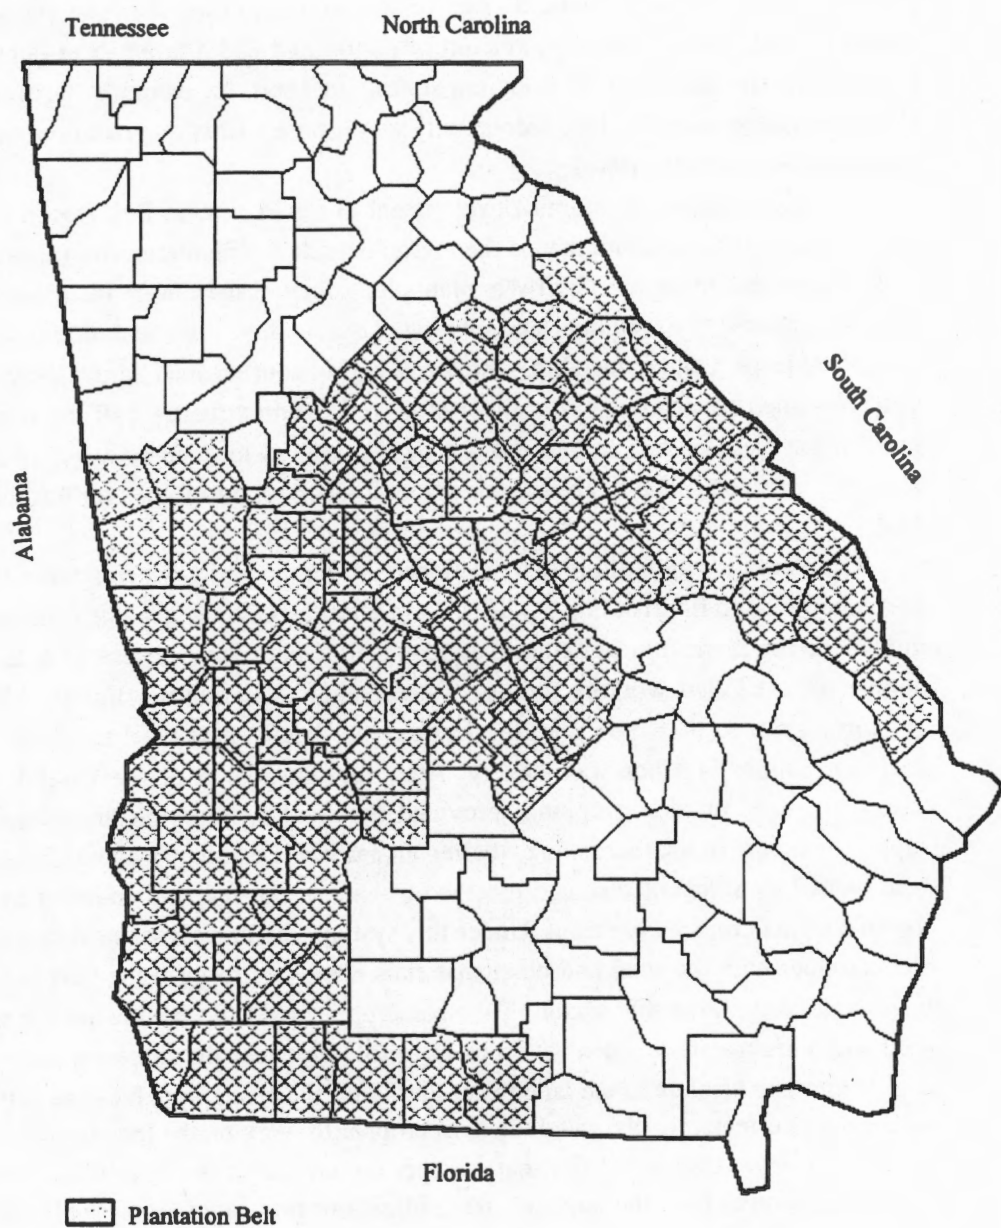 Tennessee
North Carolina
South Carolina
Alabama
Florida
Plantation Belt